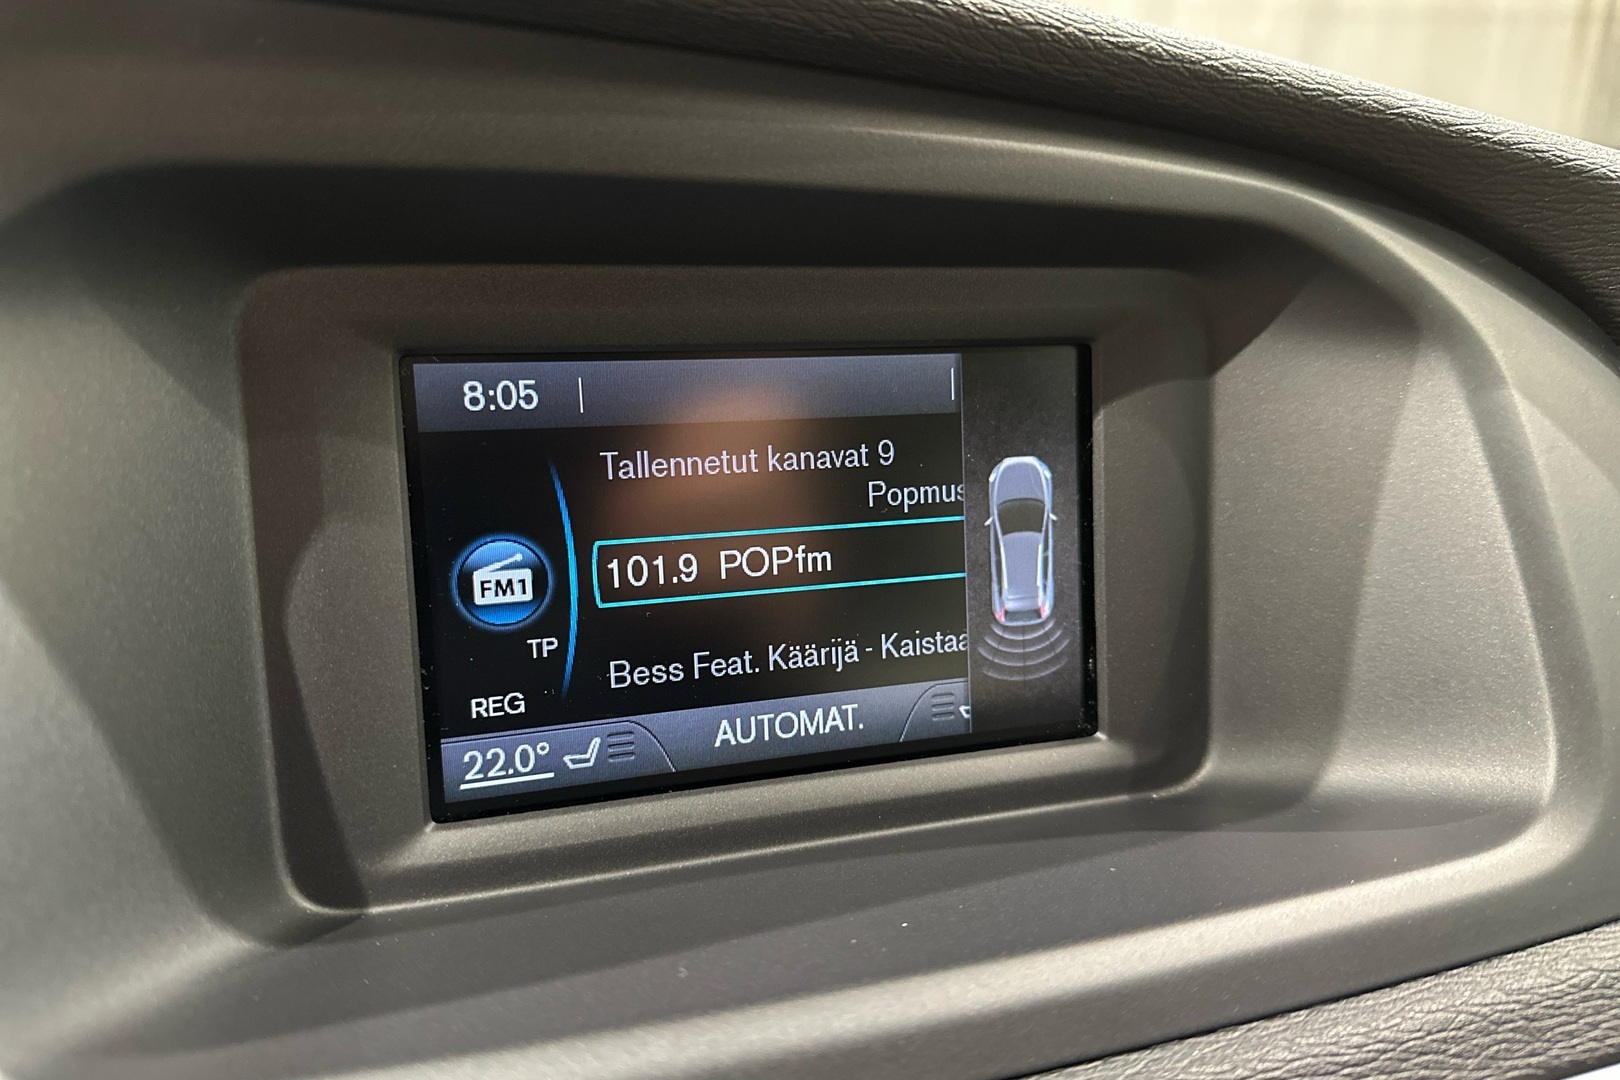 8:05
Tallennetut kanavat 9
Popmus
101.9 POPfm
FM1
TP
Bess Feat. Käärijä - Kaistaa
REG
22.0°
AUTOMAT.